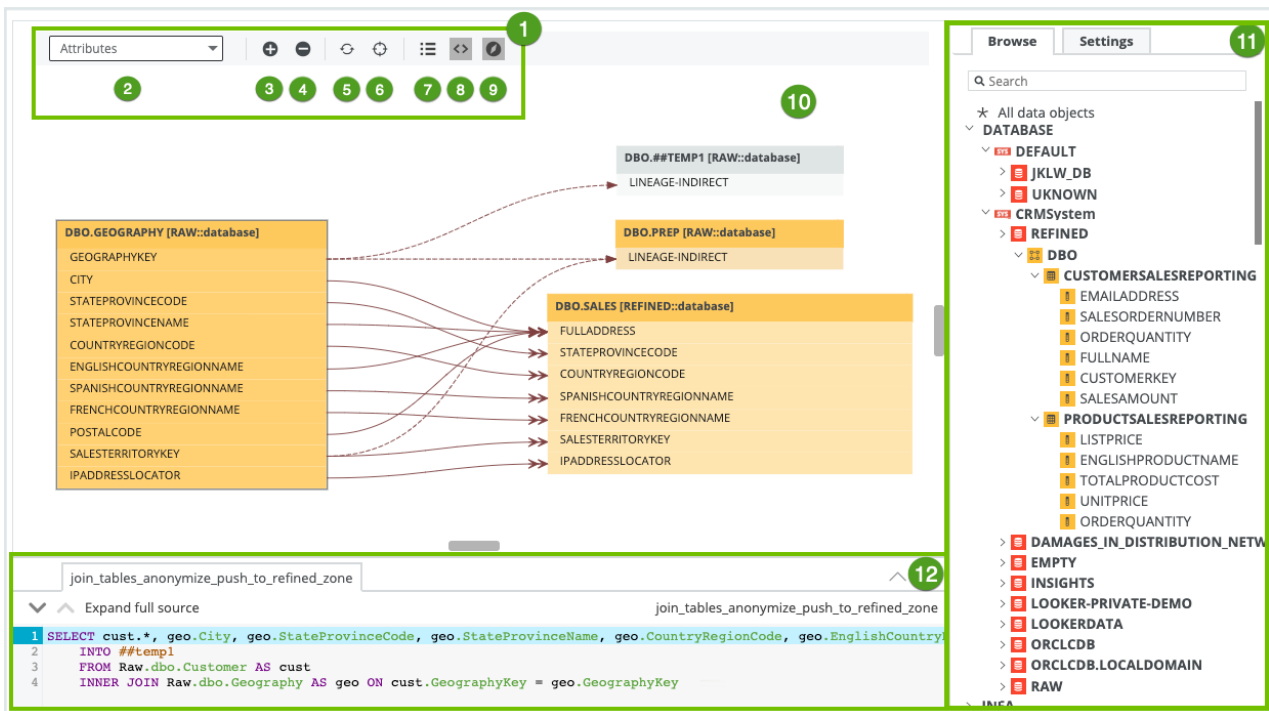 Attributes
1
2
3
4
5
6
7
8
9
10
DBO.##TEMP1 [RAW::database]
LINEAGE-INDIRECT
DBO.GEOGRAPHY [RAW::database]
GEOGRAPHYKEY
CITY
STATEPROVINCECODE
STATEPROVINCENAME
COUNTRYREGIONCODE
ENGLISHCOUNTRYREGIONNAME
SPANISHCOUNTRYREGIONNAME
FRENCHCOUNTRYREGIONNAME
POSTALCODE
SALESTERRITORYKEY
IPADDRESSLOCATOR
DBO.PREP [RAW::database]
LINEAGE-INDIRECT
DBO.SALES [REFINED::database]
FULLADDRESS
STATEPROVINCECODE
COUNTRYREGIONCODE
SPANISHCOUNTRYREGIONNAME
FRENCHCOUNTRYREGIONNAME
SALESTERRITORYKEY
IPADDRESSLOCATOR
Browse
Settings
11
Search
All data objects
DATABASE
SYS DEFAULT
JKLW_DB
UKNOWN
SYS CRMSystem
REFINED
DBO
CUSTOMERSALESREPORTING
EMAILADDRESS
SALESORDERNUMBER
ORDERQUANTITY
FULLNAME
CUSTOMERKEY
SALESAMOUNT
PRODUCTSALESREPORTING
LISTPRICE
ENGLISHPRODUCTNAME
TOTALPRODUCTCOST
UNITPRICE
ORDERQUANTITY
DAMAGES_IN_DISTRIBUTION_NETW
EMPTY
INSIGHTS
LOOKER-PRIVATE-DEMO
LOOKERDATA
ORCLCDB
ORCLCDB.LOCALDOMAIN
RAW
join_tables_anonymize_push_to_refined_zone
12
Expand full source
join_tables_anonymize_push_to_refined_zone
1 SELECT cust.*, geo.City, geo.StateProvinceCode, geo.StateProvinceName, geo.CountryRegionCode, geo.EnglishCountry
2 INTO ##temp1
3 FROM Raw.dbo.Customer AS cust
4 INNER JOIN Raw.dbo.Geography AS geo ON cust.GeographyKey = geo.GeographyKey